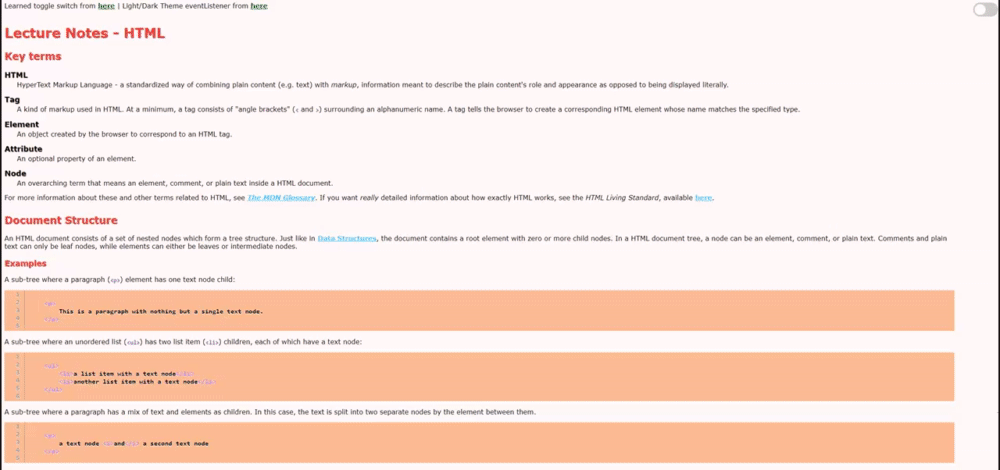 Learned toggle switch from here | Light/Dark Theme eventListener from here
Lecture Notes - HTML
Key terms
HTML
HyperText Markup Language - a standardized way of combining plain content (e.g. text) with markup, information meant to describe the plain content's role and appearance as opposed to being displayed literally.
Tag
A kind of markup used in HTML. At a minimum, a tag consists of "angle brackets" (< and >) surrounding an alphanumeric name. A tag tells the browser to create a corresponding HTML element whose name matches the specified type.
Element
An object created by the browser to correspond to an HTML tag.
Attribute
An optional property of an element.
Node
An overarching term that means an element, comment, or plain text inside a HTML document.
For more information about these and other terms related to HTML, see The MDN Glossary. If you want really detailed information about how exactly HTML works, see the HTML Living Standard, available here.
Document Structure
An HTML document consists of a set of nested nodes which form a tree structure. Just like in Data Structures, the document contains a root element with zero or more child nodes. In a HTML document tree, a node can be an element, comment, or plain text. Comments and plain
text can only be leaf nodes, while elements can either be leaves or intermediate nodes.
Examples
A sub-tree where a paragraph (<p>) element has one text node child:
1
2 <p>
3 This is a paragraph with nothing but a single text node.
4 </p>
5
A sub-tree where an unordered list (<ul>) has two list item (<li>) children, each of which have a text node:
1
2 <ul>
3 <li>a list item with a text node</li>
4 <li>another list item with a text node</li>
5 </ul>
6
A sub-tree where a paragraph has a mix of text and elements as children. In this case, the text is split into two separate nodes by the element between them.
1
2 <p>
3 a text node and a second text node
4 </p>
5